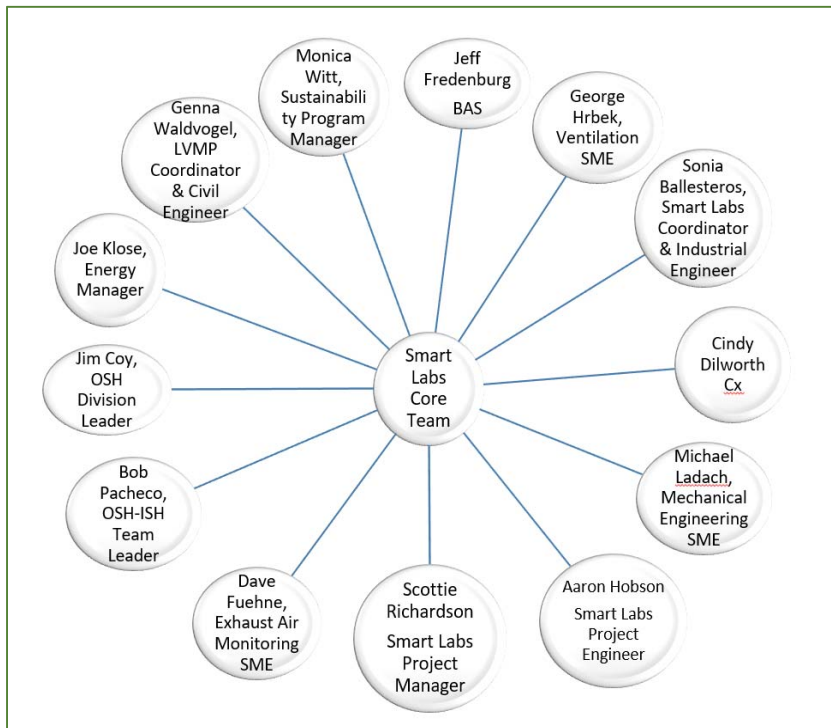 Monica
Witt,
Sustainabili
ty Program
Manager
Jeff
Fredenburg
BAS
George
Hrbek,
Ventilation
SME
Sonia
Ballesteros,
Smart Labs
Coordinator
& Industrial
Engineer
Cindy
Dilworth
Cx
Michael
Ladach,
Mechanical
Engineering
SME
Aaron Hobson
Smart Labs
Project
Engineer
Scottie
Richardson
Smart Labs
Project
Manager
Dave
Fuehne,
Exhaust Air
Monitoring
SME
Bob
Pacheco,
OSH-ISH
Team
Leader
Jim Coy,
OSH
Division
Leader
Joe Klose,
Energy
Manager
Genna
Waldvogel,
LVMP
Coordinator
& Civil
Engineer
Smart
Labs
Core
Team